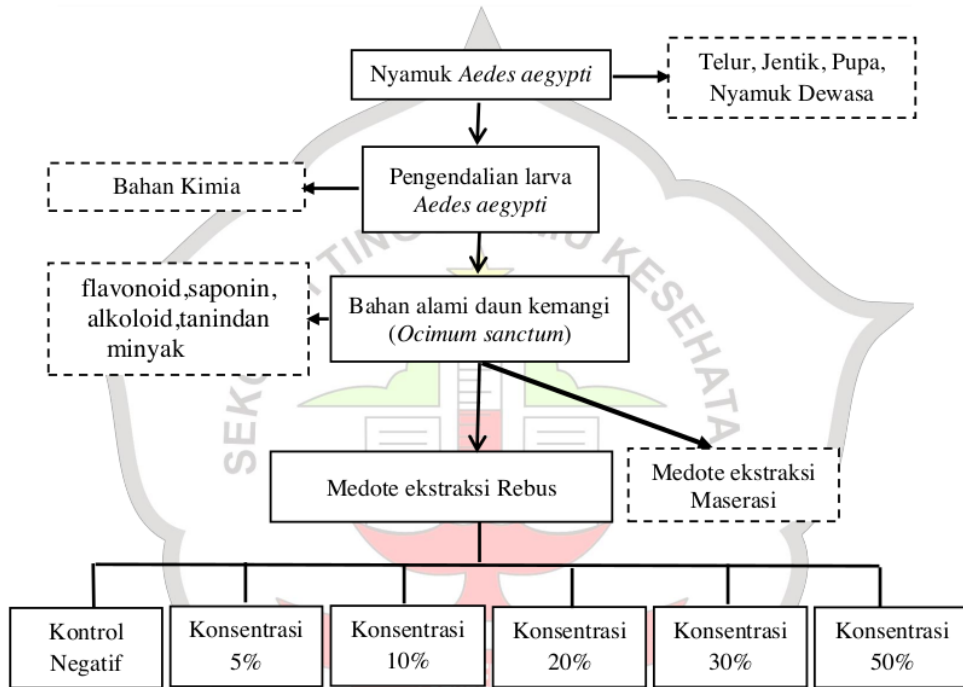 Nyamuk Aedes aegypti
Telur, Jentik, Pupa,
Nyamuk Dewasa
Bahan Kimia
Pengendalian larva
Aedes aegypti
flavonoid,saponin,
alkoloid,tanindan
minyak
Bahan alami daun kemangi
(Ocimum sanctum)
Medote ekstraksi Rebus
Medote ekstraksi
Maserasi
Kontrol
Negatif
Konsentrasi
5%
Konsentrasi
10%
Konsentrasi
20%
Konsentrasi
30%
Konsentrasi
50%
KESEHATA